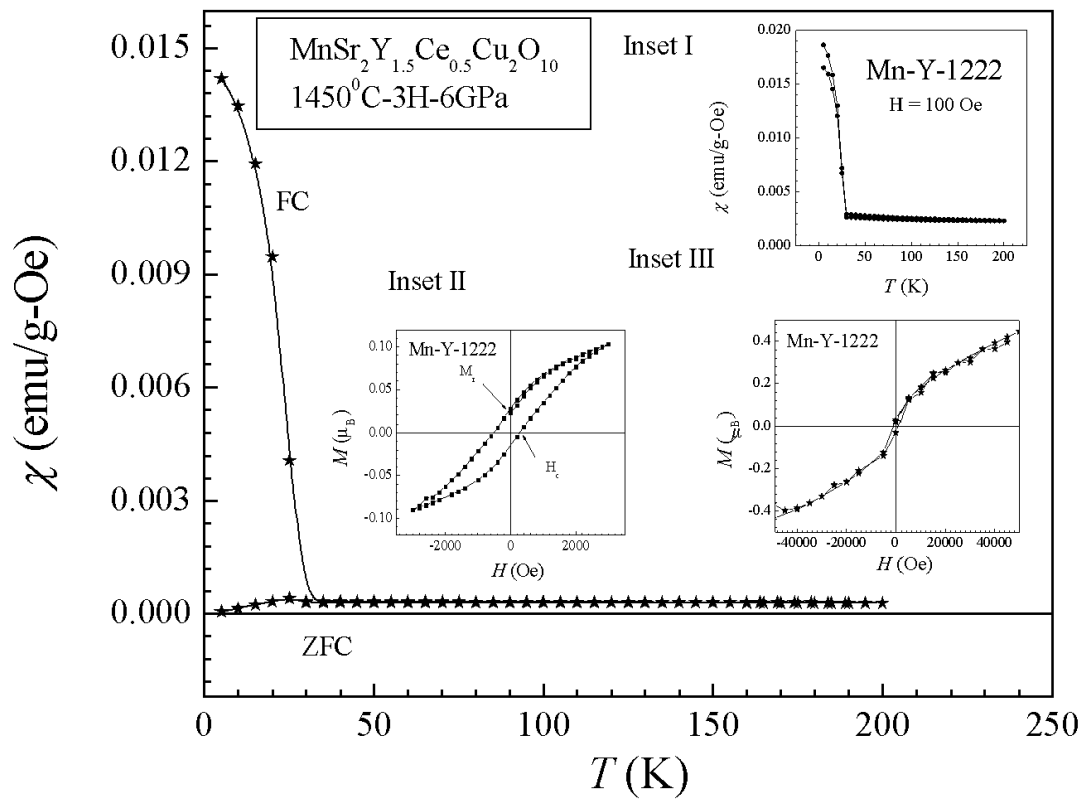 MnSr₂Y₁.₅Ce₀.₅Cu₂O₁₀
1450⁰C-3H-6GPa
Inset I
Mn-Y-1222
H = 100 Oe
0.020
0.015
0.010
0.005
0.000
χ (emu/g-Oe)
0 50 100 150 200
T (K)
FC
Inset II
Inset III
Mn-Y-1222
Mᵣ
H꜀
0.10
0.05
0.00
-0.05
-0.10
M (μB)
-2000 0 2000
H (Oe)
Mn-Y-1222
0.4
0.2
0.0
-0.2
-0.4
M (μB)
-40000 -20000 0 20000 40000
H (Oe)
ZFC
0.015
0.012
0.009
0.006
0.003
0.000
χ (emu/g-Oe)
0 50 100 150 200 250
T (K)